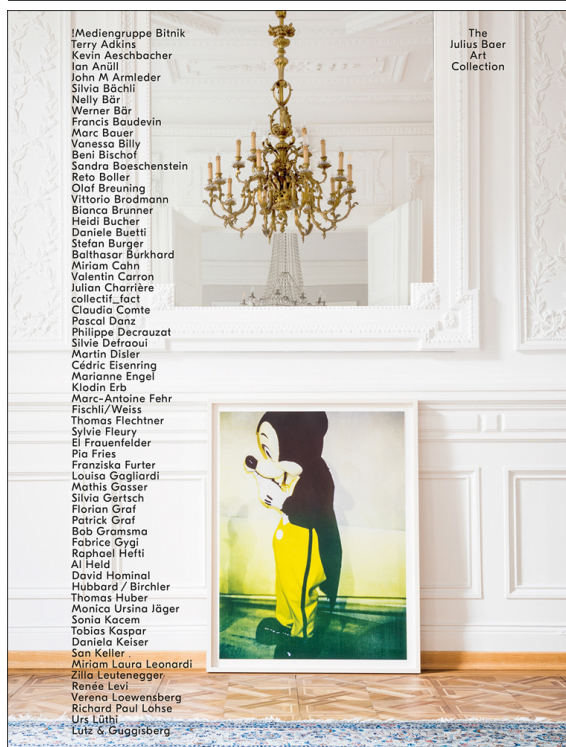 !Mediengruppe Bitnik
Terry Adkins
Kevin Aeschbacher
Ian Anüll
John M Armleder
Silvia Bächli
Nelly Bär
Werner Bär
Francis Baudevin
Marc Bauer
Vanessa Billy
Beni Bischof
Sandra Boeschenstein
Reto Boller
Olaf Breuning
Vittorio Brodmann
Bianca Brunner
Heidi Bucher
Daniele Buetti
Stefan Burger
Balthasar Burkhard
Miriam Cahn
Valentin Carron
Julian Charrière
collectif_fact
Claudia Comte
Pascal Danz
Philippe Decrauzat
Silvie Defraoui
Martin Disler
Cédric Eisenring
Marianne Engel
Klodin Erb
Marc-Antoine Fehr
Fischli/Weiss
Thomas Flechtner
Sylvie Fleury
El Frauenfelder
Pia Fries
Franziska Furter
Louisa Gagliardi
Mathis Gasser
Silvia Gertsch
Florian Graf
Patrick Graf
Bob Gramsma
Fabrice Gygi
Raphael Hefti
Al Held
David Hominal
Hubbard / Birchler
Thomas Huber
Monica Ursina Jäger
Sonia Kacem
Tobias Kaspar
Daniela Keiser
San Keller
Miriam Laura Leonardi
Zilla Leutenegger
Renée Levi
Verena Loewensberg
Richard Paul Lohse
Urs Lüthi
Lutz & Guggisberg
The
Julius Baer
Art
Collection